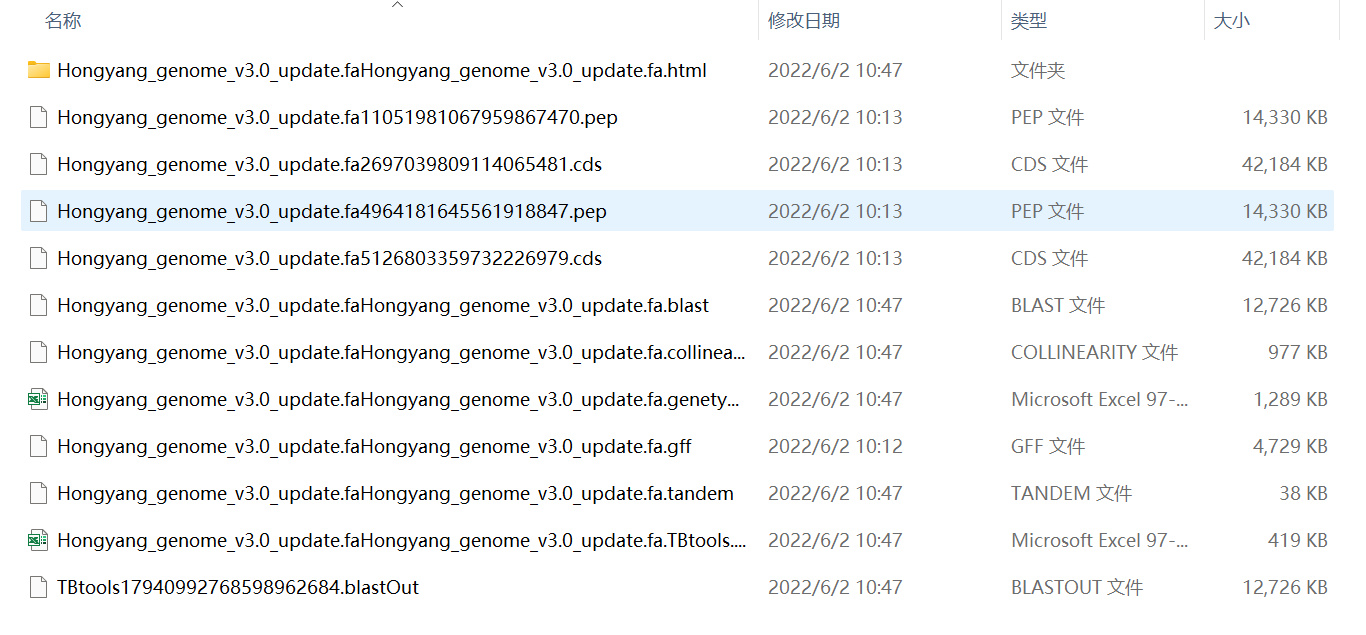 名称 修改日期 类型 大小
Hongyang_genome_v3.0_update.faHongyang_genome_v3.0_update.fa.html 2022/6/2 10:47 文件夹
Hongyang_genome_v3.0_update.fa11051981067959867470.pep 2022/6/2 10:13 PEP 文件 14,330 KB
Hongyang_genome_v3.0_update.fa2697039809114065481.cds 2022/6/2 10:13 CDS 文件 42,184 KB
Hongyang_genome_v3.0_update.fa4964181645561918847.pep 2022/6/2 10:13 PEP 文件 14,330 KB
Hongyang_genome_v3.0_update.fa5126803359732226979.cds 2022/6/2 10:13 CDS 文件 42,184 KB
Hongyang_genome_v3.0_update.faHongyang_genome_v3.0_update.fa.blast 2022/6/2 10:47 BLAST 文件 12,726 KB
Hongyang_genome_v3.0_update.faHongyang_genome_v3.0_update.fa.collinea... 2022/6/2 10:47 COLLINEARITY 文件 977 KB
Hongyang_genome_v3.0_update.faHongyang_genome_v3.0_update.fa.genety... 2022/6/2 10:47 Microsoft Excel 97-... 1,289 KB
Hongyang_genome_v3.0_update.faHongyang_genome_v3.0_update.fa.gff 2022/6/2 10:12 GFF 文件 4,729 KB
Hongyang_genome_v3.0_update.faHongyang_genome_v3.0_update.fa.tandem 2022/6/2 10:47 TANDEM 文件 38 KB
Hongyang_genome_v3.0_update.faHongyang_genome_v3.0_update.fa.TBtools.... 2022/6/2 10:47 Microsoft Excel 97-... 419 KB
TBtools17940992768598962684.blastOut 2022/6/2 10:47 BLASTOUT 文件 12,726 KB